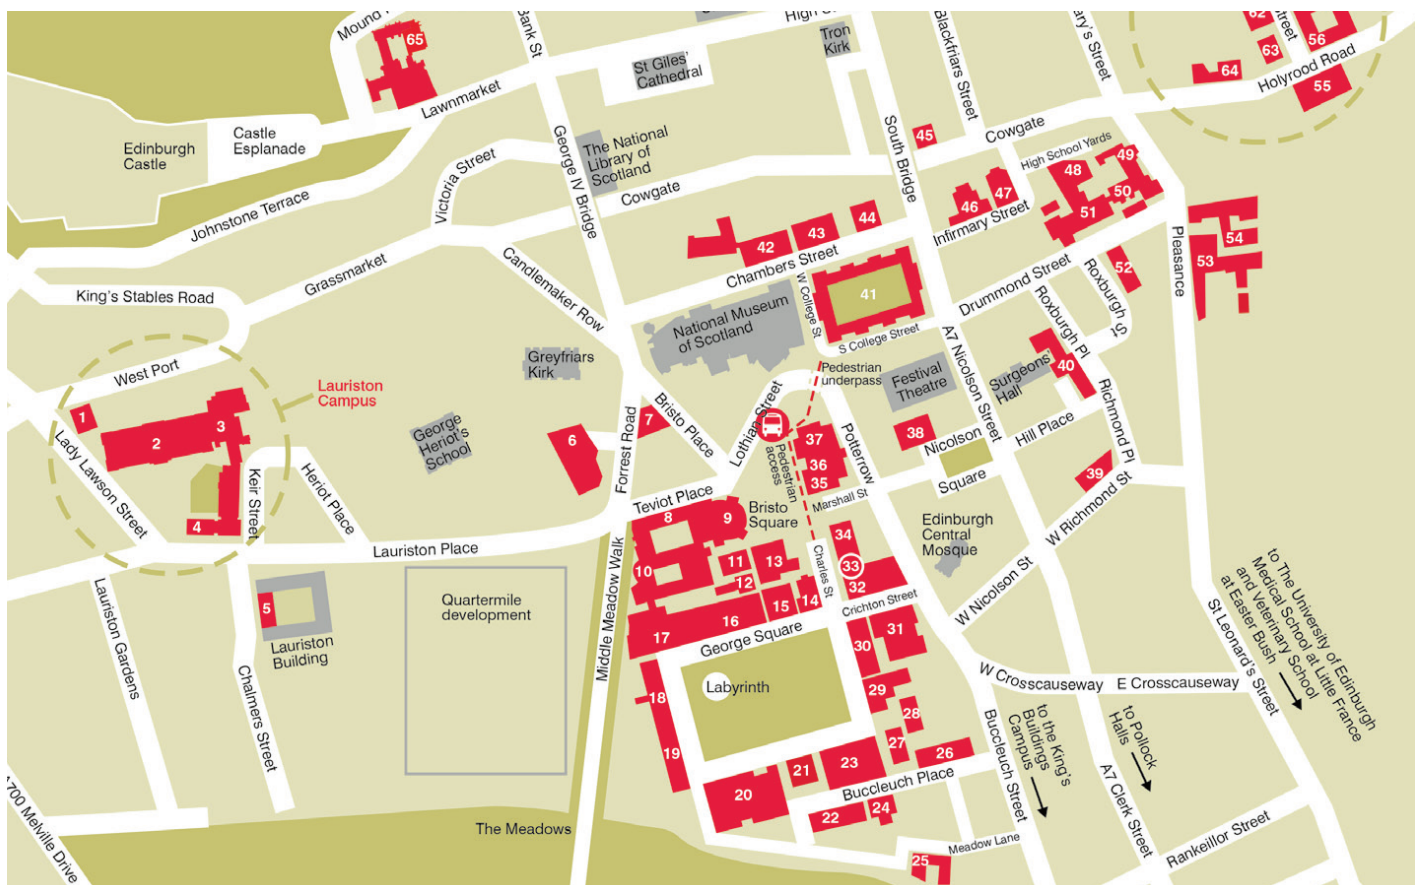 65
Mound
Bank St
High S
Tron
Kirk
Blackfriars Street
ary's Street
treet
62
63
64
56
55
Holyrood Road
St Giles'
Cathedral
Lawnmarket
Castle
Esplanade
Edinburgh
Castle
The National
Library of
Scotland
George IV Bridge
South Bridge
45
Cowgate
High School Yards
Victoria Street
Cowgate
Johnstone Terrace
46
47
48
49
50
51
Infirmary Street
44
43
42
Chambers Street
54
53
52
Pleasance
Grassmarket
Candlemaker Row
King's Stables Road
W College St
41
Drummond Street
Roxburgh St
Roxburgh Pl
National Museum
of Scotland
S College Street
A7 Nicolson Street
Greyfriars
Kirk
West Port
Lauriston
Campus
Pedestrian
underpass
Festival
Theatre
Surgeons'
Hall
40
1
2
3
4
Lady Lawson Street
Keir Street
Heriot Place
George
Heriot's
School
6
7
Forrest Road
Bristo Place
Lothian Street
Pedestrian
access
Potterrow
37
36
35
38
Nicolson
Square
Hill Place
Richmond Pl
39
W Richmond St
Marshall St
Teviot Place
Bristo
Square
8
9
10
11
12
13
14
15
16
17
34
33
32
Charles St
Crichton Street
Edinburgh
Central
Mosque
W Nicolson St
Lauriston Place
5
Lauriston
Building
Lauriston Gardens
Chalmers Street
Quartermile
development
Middle Meadow Walk
George Square
Labyrinth
18
19
30
31
29
28
27
26
W Crosscauseway
E Crosscauseway
St Leonard's Street
to The University of Edinburgh
Medical School at Little France
and Veterinary School
at Easter Bush
to the King's
Buildings
Campus
to Pollock
Halls
Buccleuch Street
A7 Clerk Street
20
21
23
Buccleuch Place
22
24
25
Meadow Lane
Rankeillor Street
The Meadows
A700 Melville Drive